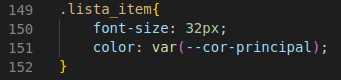 149 .lista_item{
150     font-size: 32px;
151     color: var(--cor-principal);
152 }